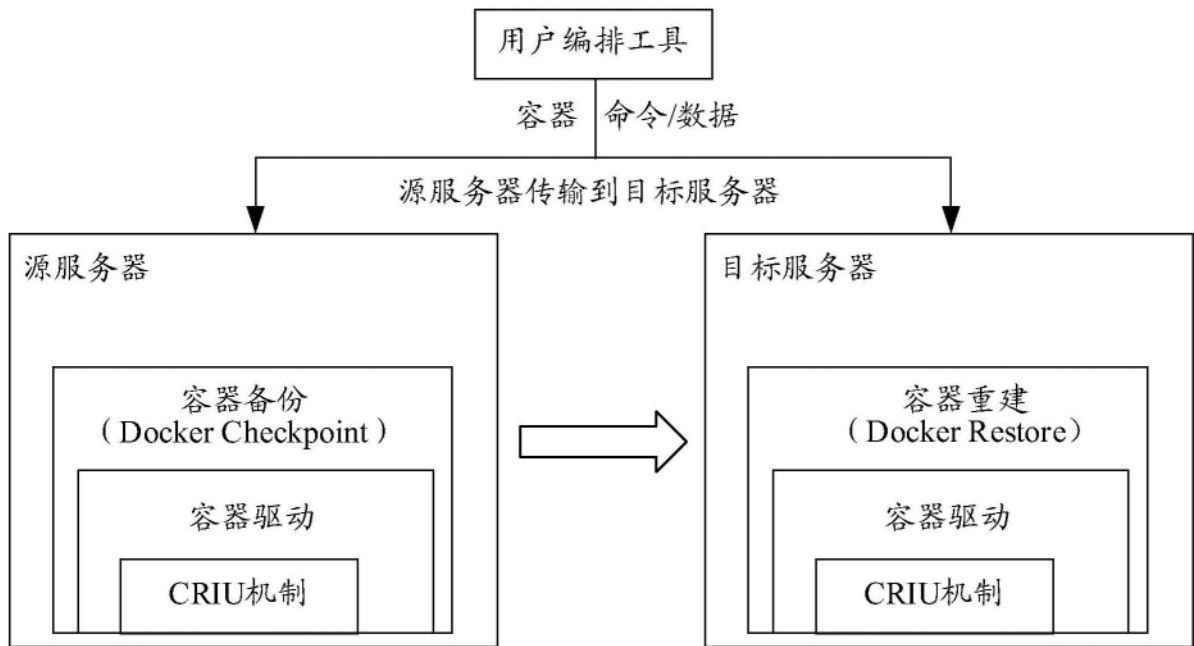 用户编排工具
容器 命令/数据
源服务器传输到目标服务器
源服务器
容器备份
（Docker Checkpoint）
容器驱动
CRIU机制
目标服务器
容器重建
（Docker Restore）
容器驱动
CRIU机制